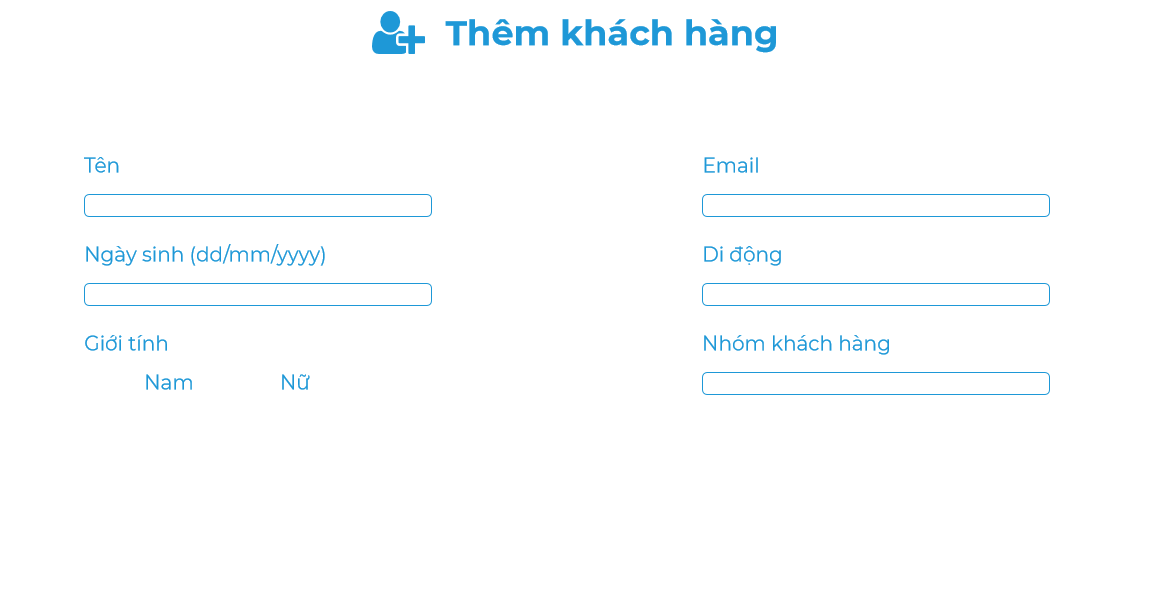 Thêm khách hàng
Tên
Email
Ngày sinh (dd/mm/yyyy)
Di động
Giới tính
Nhóm khách hàng
Nam Nữ